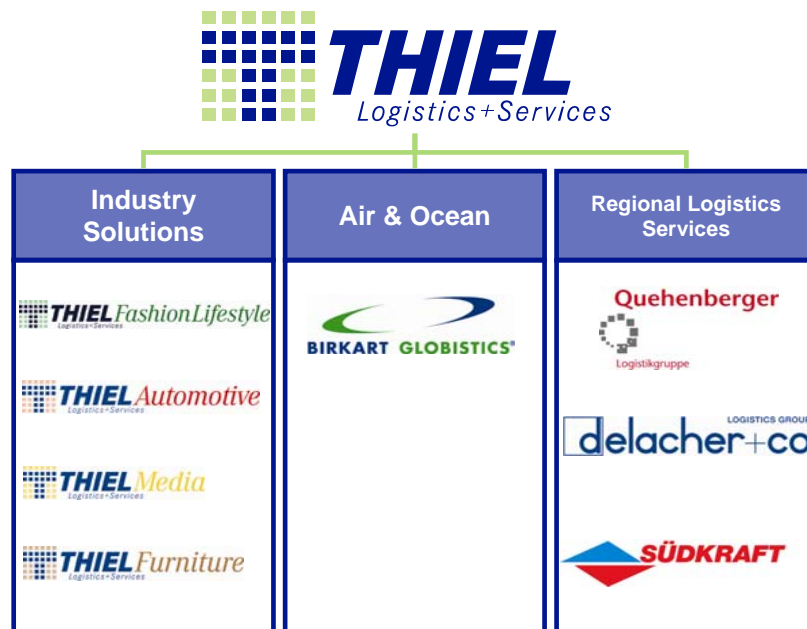 THIEL
Logistics+Services
Industry
Solutions
THIEL FashionLifestyle
Logistics+Services
THIEL Automotive
Logistics+Services
THIEL Media
Logistics+Services
THIEL Furniture
Logistics+Services
Air & Ocean
BIRKART GLOBISTICS®
Regional Logistics
Services
Quehenberger
Logistikgruppe
LOGISTICS GROUP
delacher+co
SÜDKRAFT